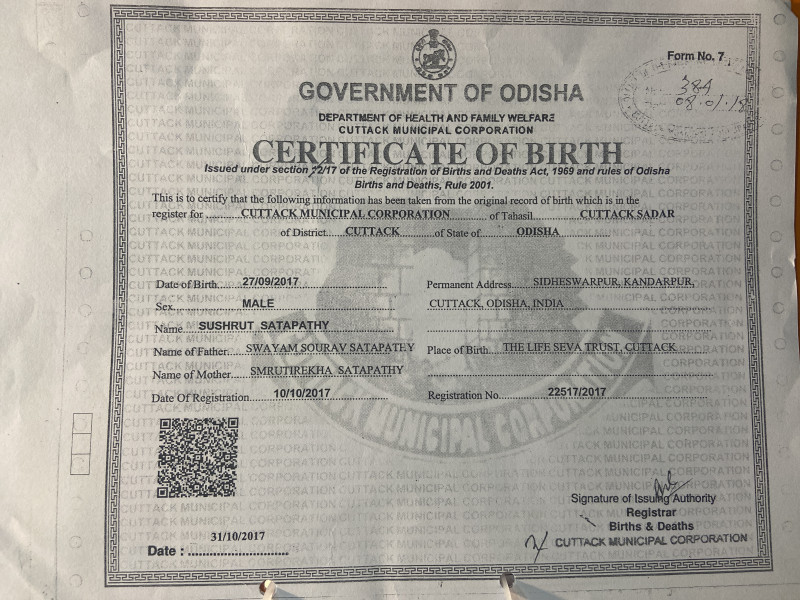 Form No. 7
384
08.01.18
GOVERNMENT OF ODISHA
DEPARTMENT OF HEALTH AND FAMILY WELFARE
CUTTACK MUNICIPAL CORPORATION
CERTIFICATE OF BIRTH
Issued under section 12/17 of the Registration of Births and Deaths Act, 1969 and rules of Odisha
Births and Deaths, Rule 2001.
This is to certify that the following information has been taken from the original record of birth which is in the
register for ........... CUTTACK MUNICIPAL CORPORATION ........... of Tahasil ........... CUTTACK SADAR
of District ........... CUTTACK ........... of State of ........... ODISHA ...........
Date of Birth ........... 27/09/2017 ........... Permanent Address ........... SIDHESWARPUR, KANDARPUR,
Sex ........... MALE ........... CUTTACK, ODISHA, INDIA
Name ........... SUSHRUT SATAPATHY
Name of Father ........... SWAYAM SOURAV SATAPATHY Place of Birth ........... THE LIFE SEVA TRUST, CUTTACK
Name of Mother ........... SMRUTIREKHA SATAPATHY
Date Of Registration ........... 10/10/2017 ........... Registration No ........... 22517/2017
CUTTACK MUNICIPAL CORPORATION
Signature of Issuing Authority
Registrar
Births & Deaths
CUTTACK MUNICIPAL CORPORATION
31/10/2017
Date : ...........